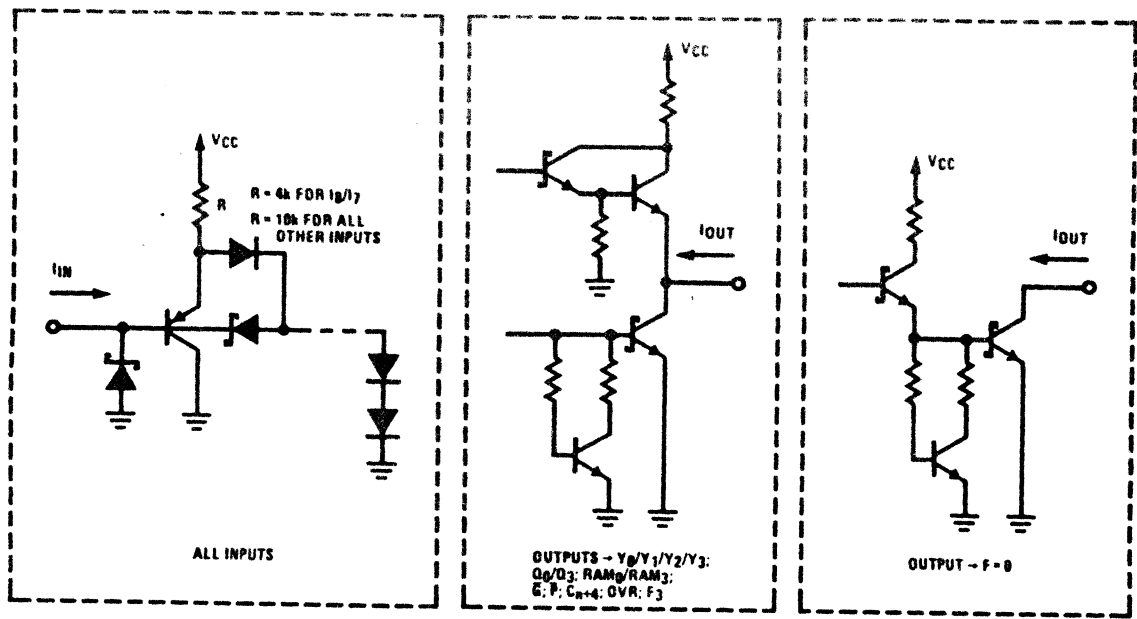 VCC
R
R = 4k FOR I8/I7
R = 10k FOR ALL
OTHER INPUTS
IIN
ALL INPUTS
VCC
IOUT
OUTPUTS → Y0/Y1/Y2/Y3;
Q0/Q3; RAM0/RAM3;
G̅; P̅; Cn+4; OVR; F3
VCC
IOUT
OUTPUT → F = 0